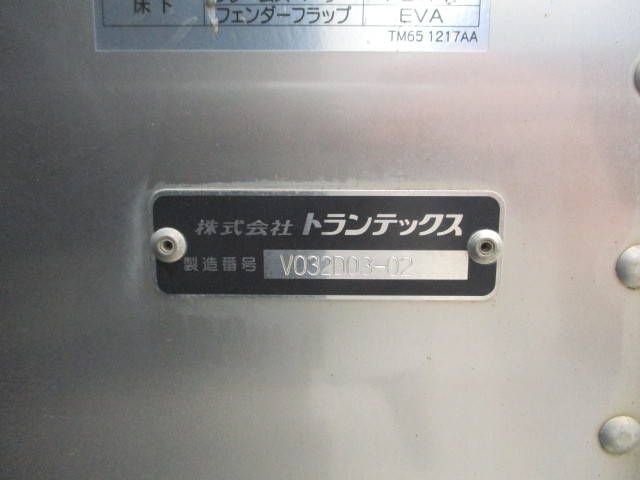 床下
フェンダーフラップ EVA
TM65 1217AA
株式会社 トランテックス
製造番号 V032D03-02